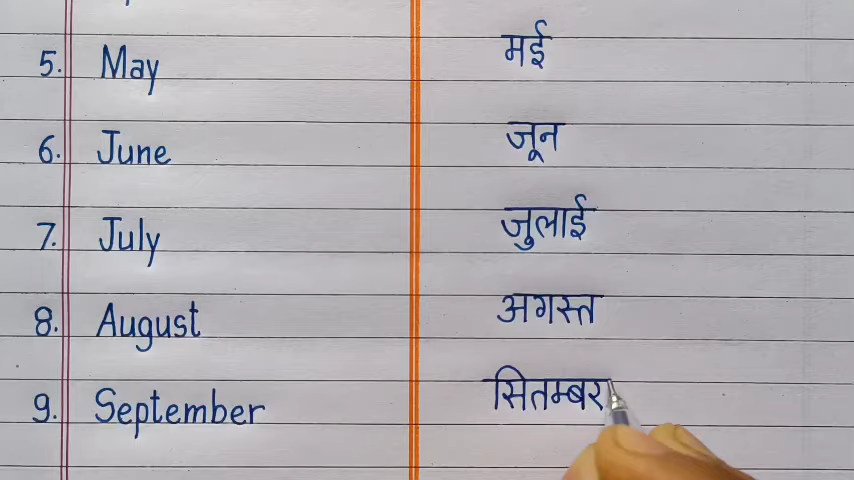 5. May मई
6. June जून
7. July जुलाई
8. August अगस्त
9. September सितम्बर